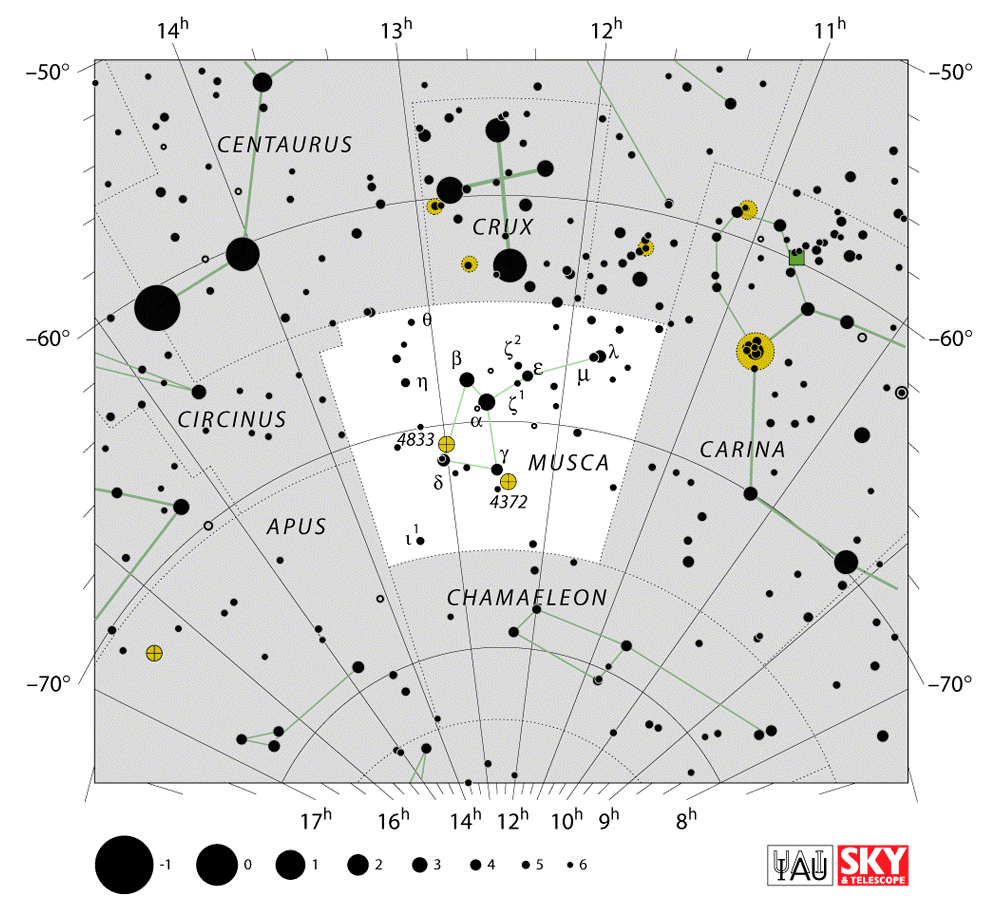 14ʰ 13ʰ 12ʰ 11ʰ
–50° –50°
CENTAURUS
CRUX
–60° –60°
θ
β ζ² ε λ
η μ
ζ¹
α
CIRCINUS
4833
CARINA
γ MUSCA
δ
4372
APUS
ι¹
CHAMAELEON
–70° –70°
17ʰ 16ʰ 14ʰ 12ʰ 10ʰ 9ʰ 8ʰ
-1 0 1 2 3 4 5 6
IAU
SKY
& TELESCOPE